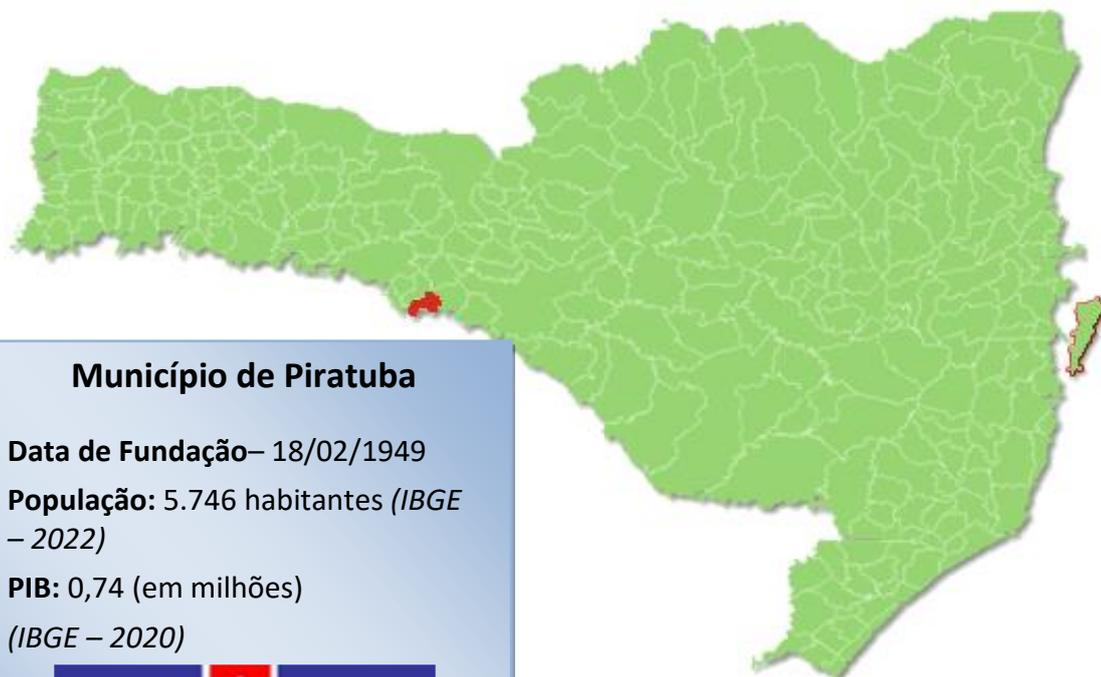 Município de Piratuba
Data de Fundação– 18/02/1949
População: 5.746 habitantes (IBGE
– 2022)
PIB: 0,74 (em milhões)
(IBGE – 2020)